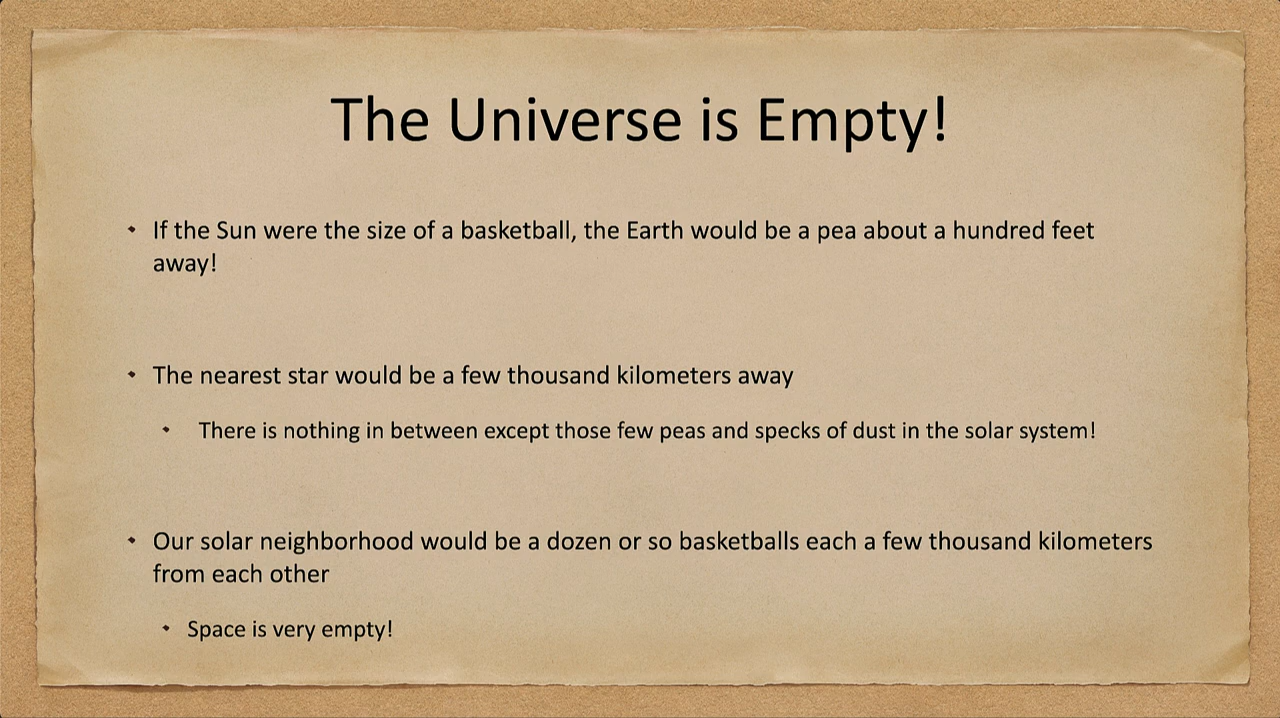 The Universe is Empty!
If the Sun were the size of a basketball, the Earth would be a pea about a hundred feet
away!
The nearest star would be a few thousand kilometers away
There is nothing in between except those few peas and specks of dust in the solar system!
Our solar neighborhood would be a dozen or so basketballs each a few thousand kilometers
from each other
Space is very empty!